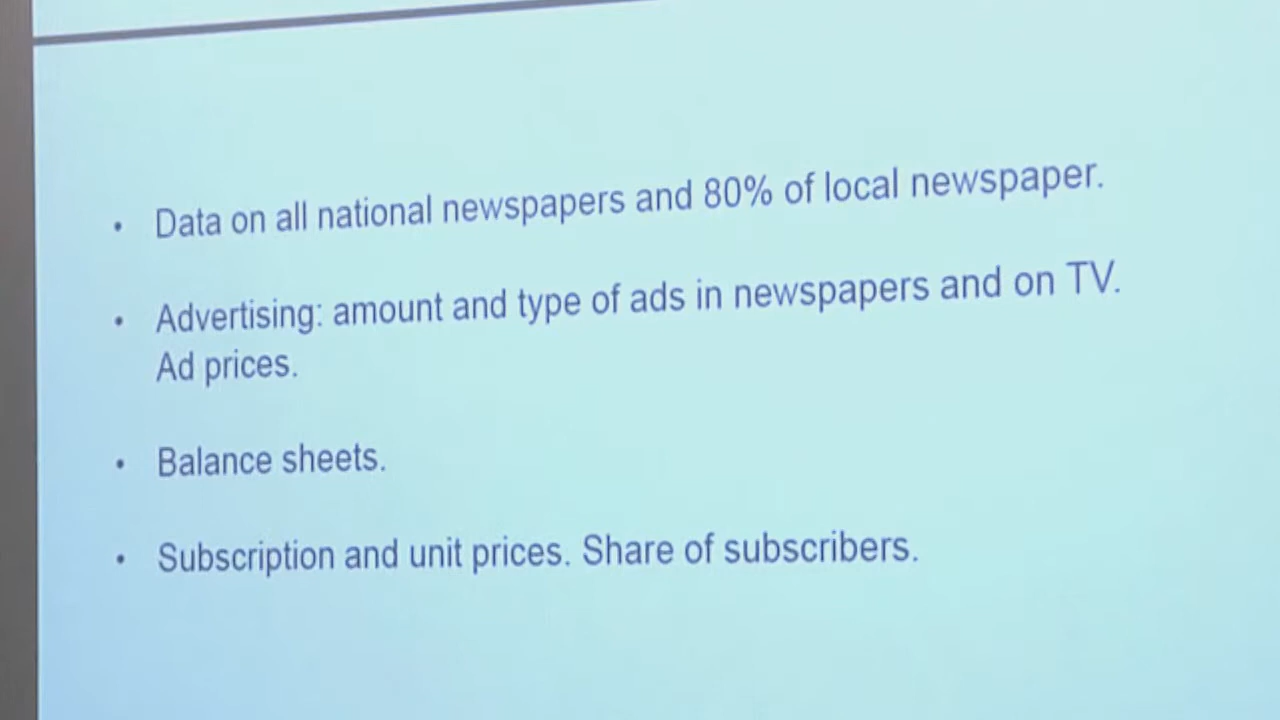 • Data on all national newspapers and 80% of local newspaper.
• Advertising: amount and type of ads in newspapers and on TV.
Ad prices.
• Balance sheets.
• Subscription and unit prices. Share of subscribers.